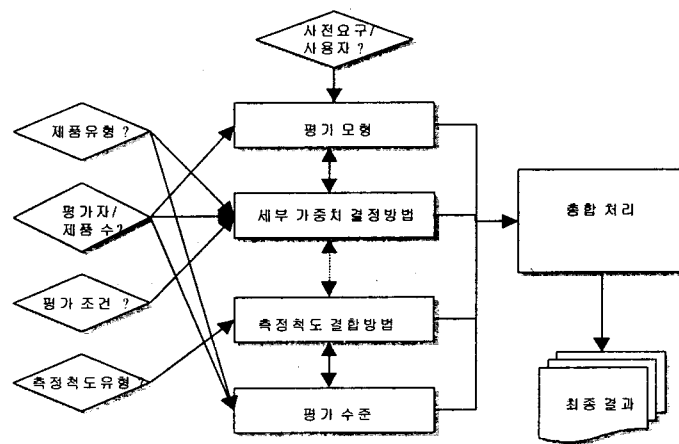 사전요구/
사용자 ?
제품유형 ?
평가 모형
평가자/
제품 수?
세부 가중치 결정방법
총합 처리
평가 조건 ?
측정척도 결합방법
측정척도유형 ?
평가 수준
최종 결과